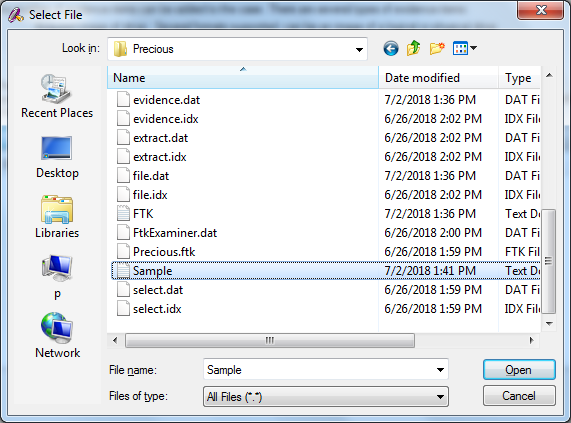 Select File
Look in: Precious
Name Date modified Type
evidence.dat 7/2/2018 1:36 PM DAT Fi
evidence.idx 6/26/2018 2:02 PM IDX File
extract.dat 7/2/2018 1:36 PM DAT Fi
extract.idx 6/26/2018 2:02 PM IDX File
file.dat 7/2/2018 1:36 PM DAT Fi
file.idx 6/26/2018 2:02 PM IDX File
FTK 7/2/2018 1:36 PM Text Do
FtkExaminer.dat 6/26/2018 2:00 PM DAT Fi
Precious.ftk 6/26/2018 1:59 PM FTK Fi
Sample 7/2/2018 1:41 PM Text Do
select.dat 6/26/2018 1:59 PM DAT Fi
select.idx 6/26/2018 1:59 PM IDX File
Recent Places
Desktop
Libraries
p
Network
File name: Sample Open
Files of type: All Files (*.*) Cancel